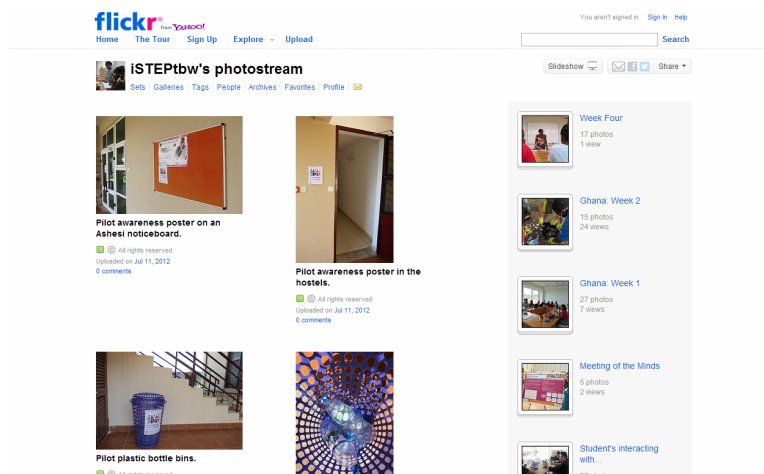 flickr® from YAHOO!
You aren't signed in Sign In Help
Home The Tour Sign Up Explore Upload
Search
iSTEPtbw's photostream
Slideshow Share
Sets Galleries Tags People Archives Favorites Profile
Pilot awareness poster on an
Ashesi noticeboard.
© All rights reserved
Uploaded on Jul 11, 2012
0 comments
Pilot awareness poster in the
hostels.
© All rights reserved
Uploaded on Jul 11, 2012
0 comments
Pilot plastic bottle bins.
© All rights reserved
Week Four
17 photos
1 view
Ghana: Week 2
15 photos
24 views
Ghana: Week 1
27 photos
7 views
Meeting of the Minds
6 photos
2 views
Student's interacting
with...